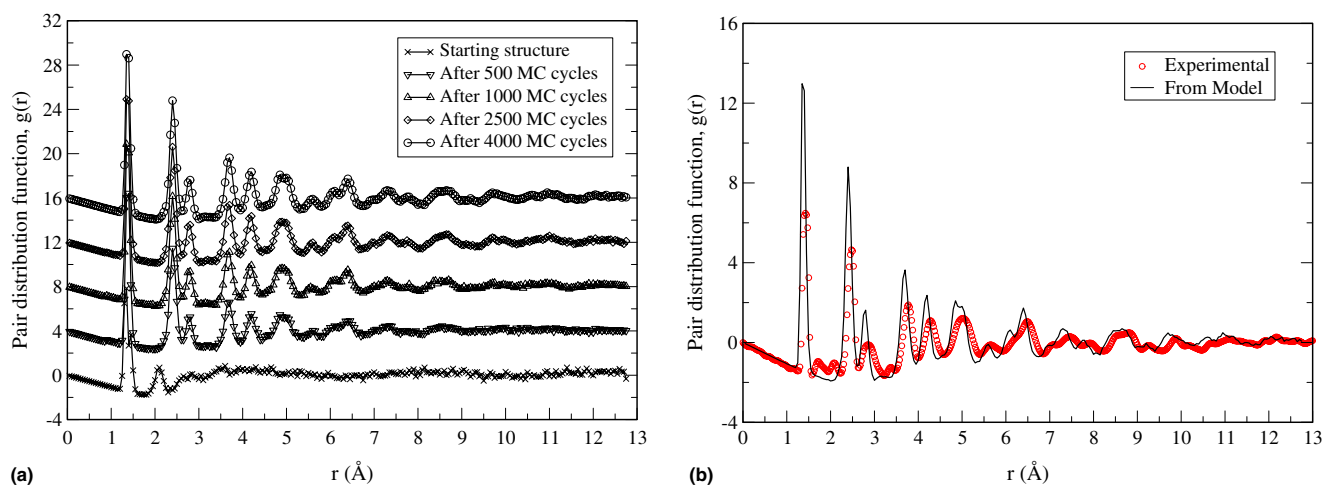 32
28
24
20
16
12
8
4
0
-4
Pair distribution function, g(r)
Starting structure
After 500 MC cycles
After 1000 MC cycles
After 2500 MC cycles
After 4000 MC cycles
0 1 2 3 4 5 6 7 8 9 10 11 12 13
(a)
r (Å)
16
12
8
4
0
-4
Pair distribution function, g(r)
Experimental
From Model
0 1 2 3 4 5 6 7 8 9 10 11 12 13
(b)
r (Å)